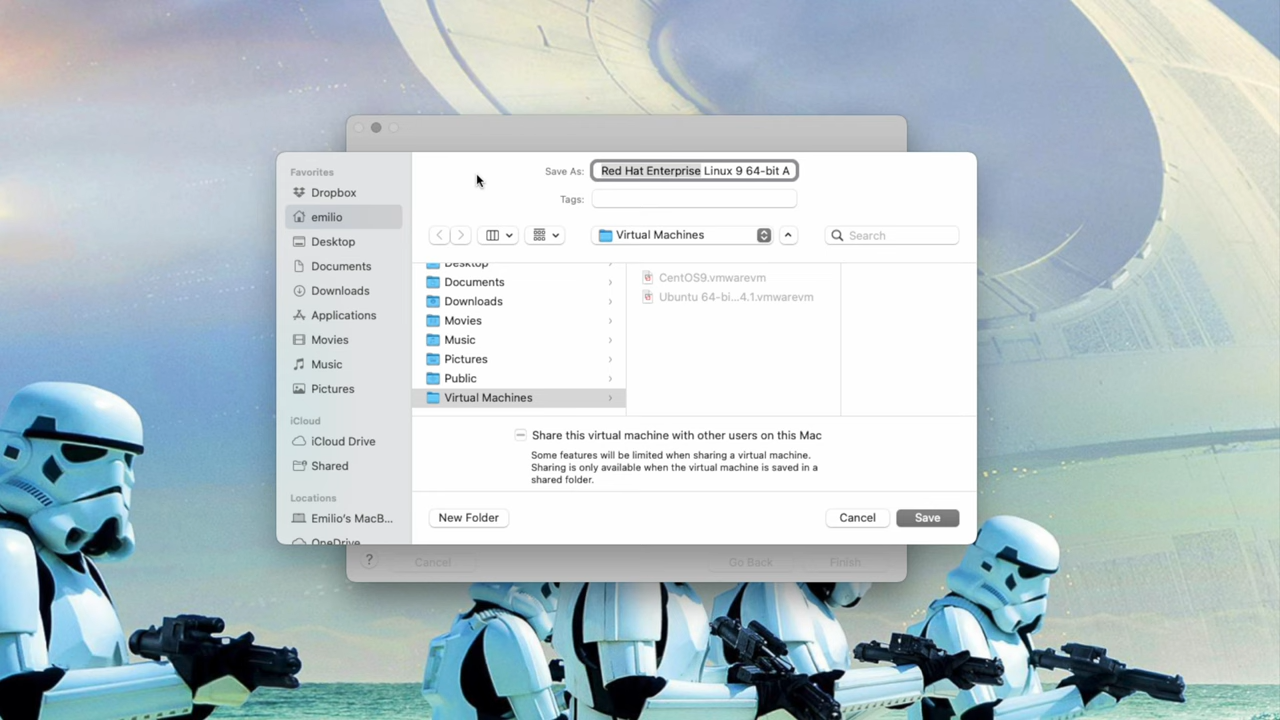 Favorites
Dropbox
emilio
Desktop
Documents
Downloads
Applications
Movies
Music
Pictures
iCloud
iCloud Drive
Shared
Locations
Emilio's MacB...
OneDrive
Save As: Red Hat Enterprise Linux 9 64-bit A
Tags:
Virtual Machines
Search
Desktop
Documents
Downloads
Movies
Music
Pictures
Public
Virtual Machines
CentOS9.vmwarevm
Ubuntu 64-bi...4.1.vmwarevm
Share this virtual machine with other users on this Mac
Some features will be limited when sharing a virtual machine.
Sharing is only available when the virtual machine is saved in a
shared folder.
New Folder
Cancel
Save
?
Cancel
Go Back
Finish